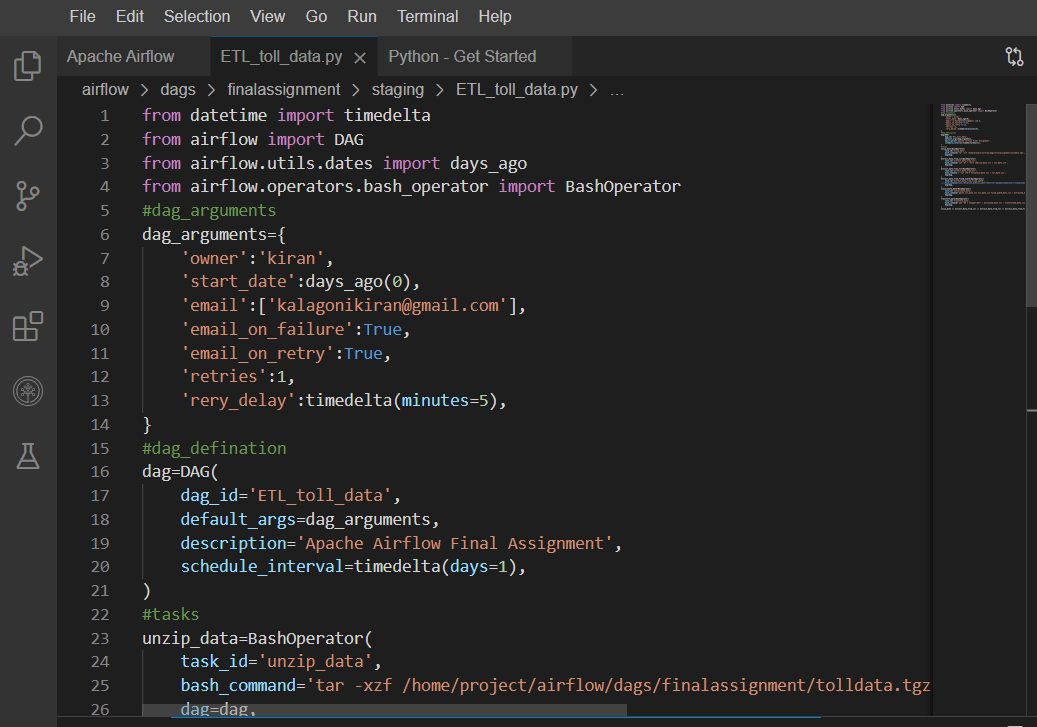 File Edit Selection View Go Run Terminal Help
Apache Airflow ETL_toll_data.py Python - Get Started
airflow > dags > finalassignment > staging > ETL_toll_data.py > ...
1 from datetime import timedelta
2 from airflow import DAG
3 from airflow.utils.dates import days_ago
4 from airflow.operators.bash_operator import BashOperator
5 #dag_arguments
6 dag_arguments={
7 'owner':'kiran',
8 'start_date':days_ago(0),
9 'email':['kalagonikiran@gmail.com'],
10 'email_on_failure':True,
11 'email_on_retry':True,
12 'retries':1,
13 'rery_delay':timedelta(minutes=5),
14 }
15 #dag_defination
16 dag=DAG(
17 dag_id='ETL_toll_data',
18 default_args=dag_arguments,
19 description='Apache Airflow Final Assignment',
20 schedule_interval=timedelta(days=1),
21 )
22 #tasks
23 unzip_data=BashOperator(
24 task_id='unzip_data',
25 bash_command='tar -xzf /home/project/airflow/dags/finalassignment/tolldata.tgz
26 dag=dag,